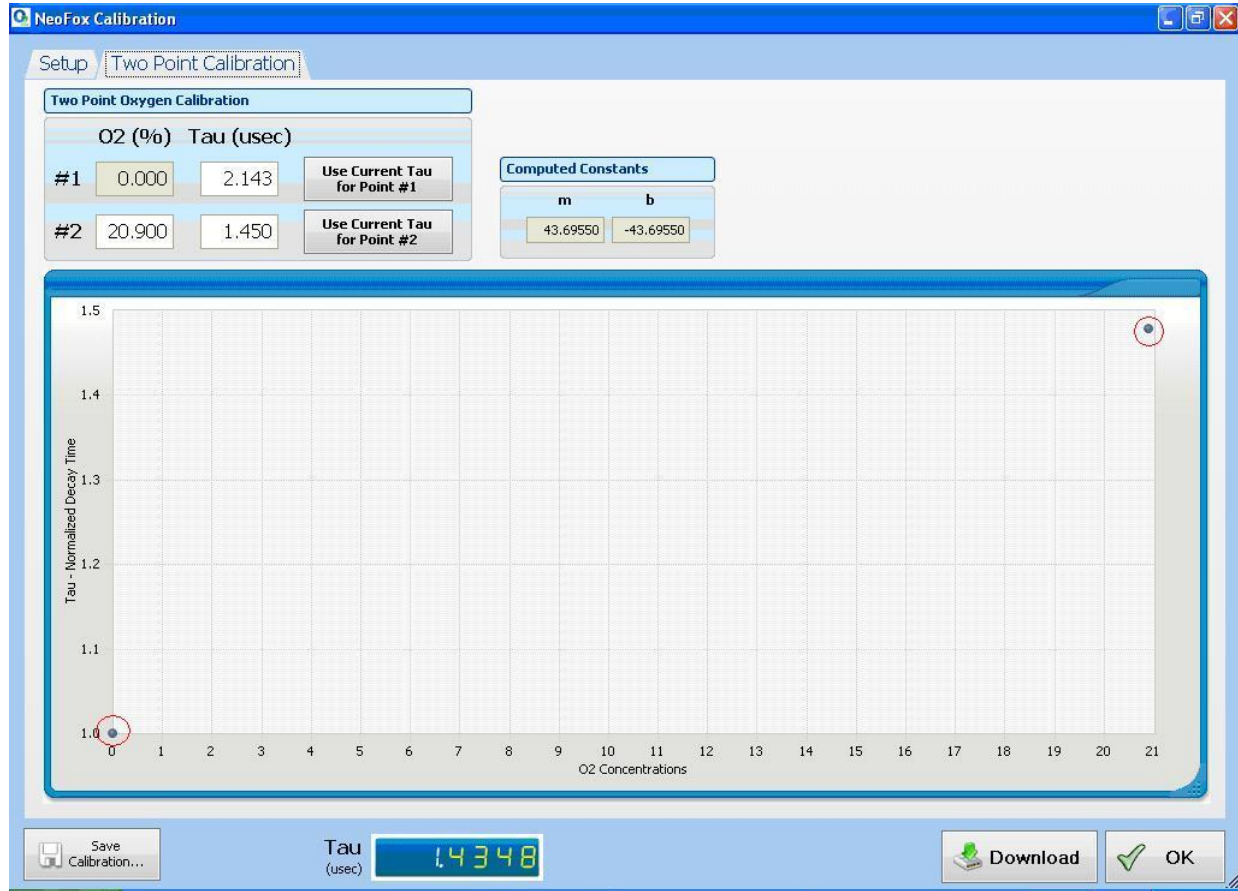 NeoFox Calibration
Setup Two Point Calibration
Two Point Oxygen Calibration
O2 (%) Tau (usec)
#1 0.000 2.143 Use Current Tau
for Point #1
#2 20.900 1.450 Use Current Tau
for Point #2
Computed Constants
m b
43.69550 -43.69550
1.5
1.4
1.3
1.2
1.1
1.0
Tau - Normalized Decay Time
0 1 2 3 4 5 6 7 8 9 10 11 12 13 14 15 16 17 18 19 20 21
O2 Concentrations
Save
Calibration...
Tau
(usec)
1.4348
Download
OK